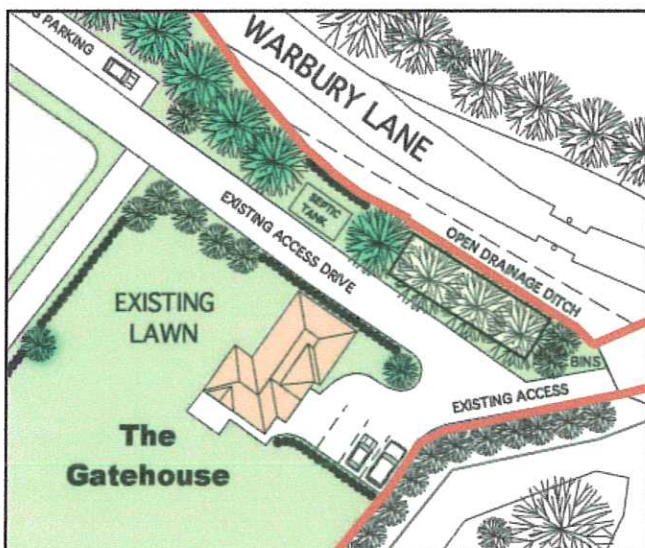 G PARKING
WARBURY LANE
SEPTIC
TANK
EXISTING ACCESS DRIVE
OPEN DRAINAGE DITCH
EXISTING
LAWN
BINS
EXISTING ACCESS
The
Gatehouse